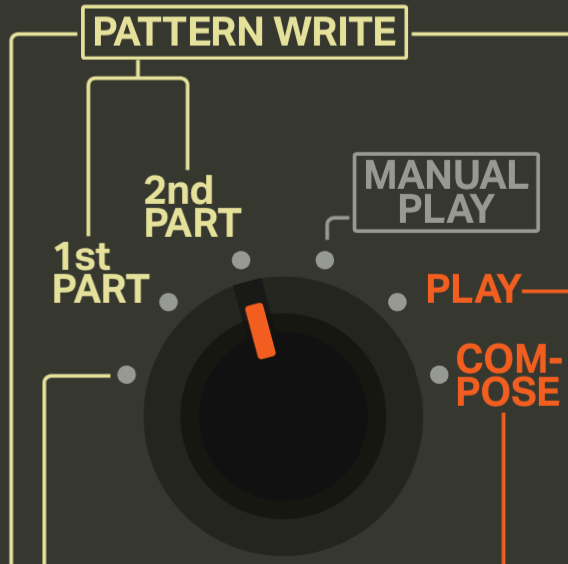 PATTERN WRITE
2nd
PART
MANUAL
PLAY
1st
PART
PLAY
COM-
POSE